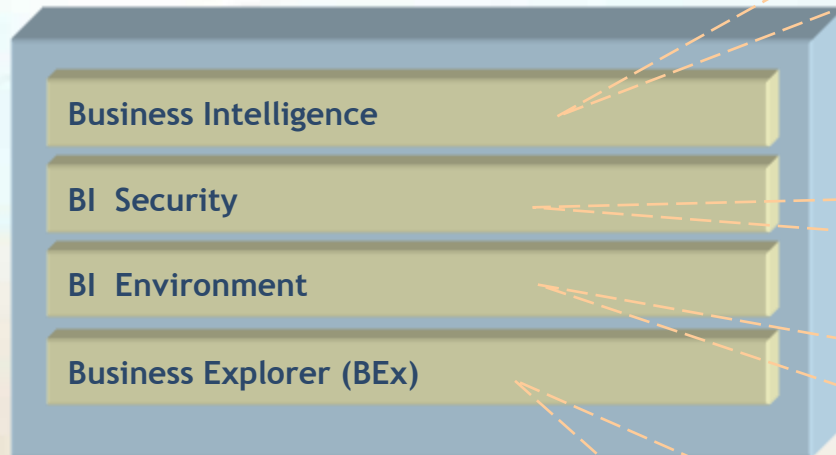 Business Intelligence
BI Security
BI Environment
Business Explorer (BEx)